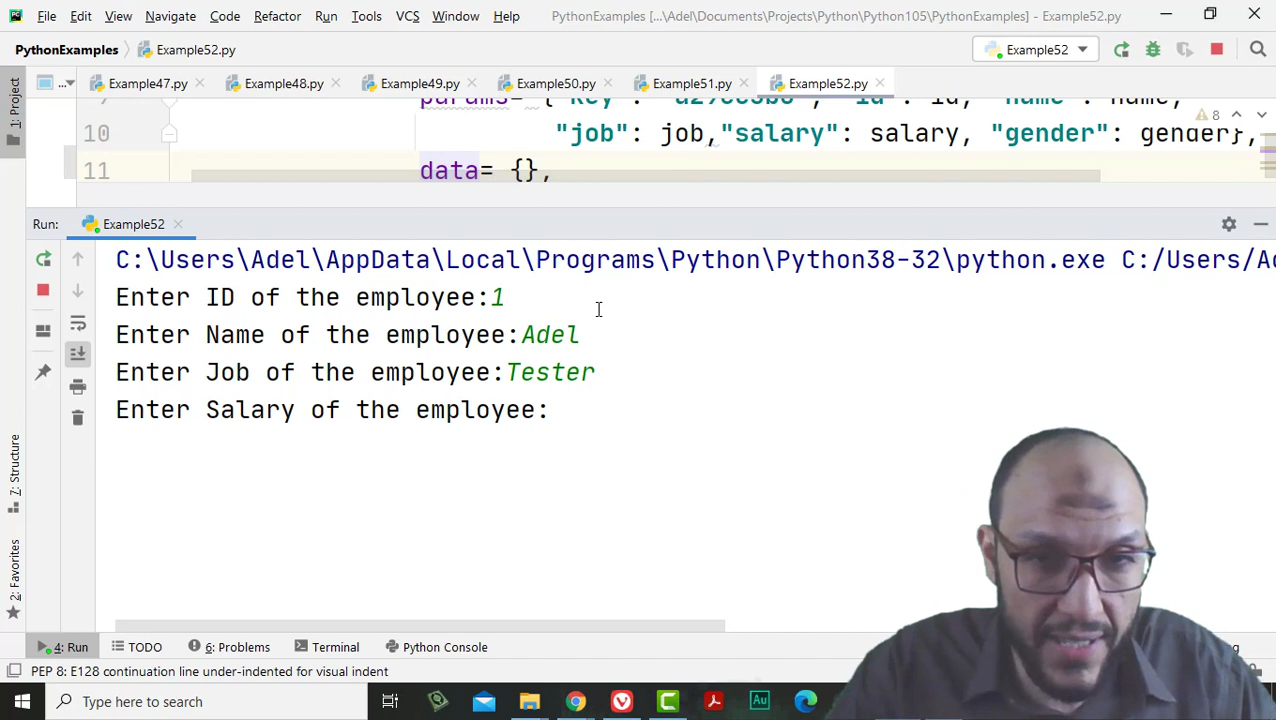 File Edit View Navigate Code Refactor Run Tools VCS Window Help PythonExamples [...\Adel\Documents\Projects\Python\Python105\PythonExamples] - Example52.py
PythonExamples Example52.py Example52
... Example47.py Example48.py Example49.py Example50.py Example51.py Example52.py
name,
8
10 "job": job,"salary": salary, "gender": gender},
11 data= {},
Run: Example52
C:\Users\Adel\AppData\Local\Programs\Python\Python38-32\python.exe C:/Users/Ad
Enter ID of the employee:1
Enter Name of the employee:Adel
Enter Job of the employee:Tester
Enter Salary of the employee:
1: Project
7: Structure
2: Favorites
4: Run TODO 6: Problems Terminal Python Console
PEP 8: E128 continuation line under-indented for visual indent
Type here to search
Au